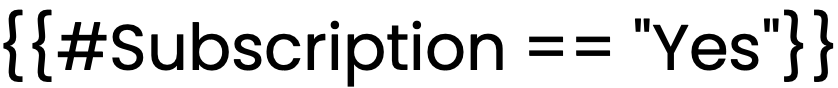 {{#Subscription == "Yes"}}